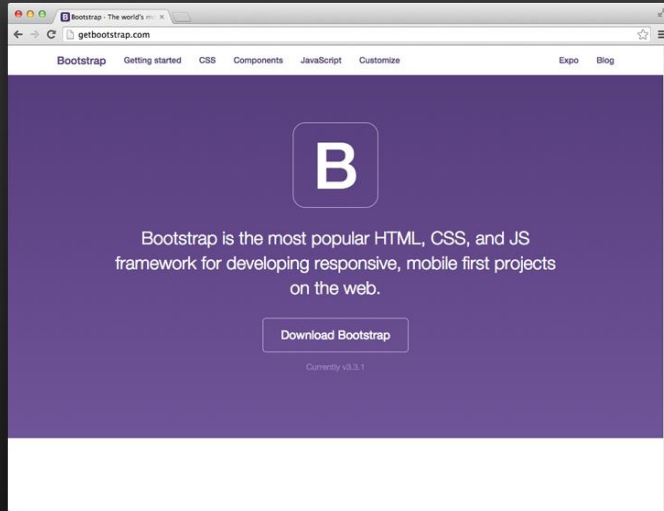 Bootstrap · The world's m
getbootstrap.com
Bootstrap Getting started CSS Components JavaScript Customize Expo Blog
B
Bootstrap is the most popular HTML, CSS, and JS
framework for developing responsive, mobile first projects
on the web.
Download Bootstrap
Currently v3.3.1